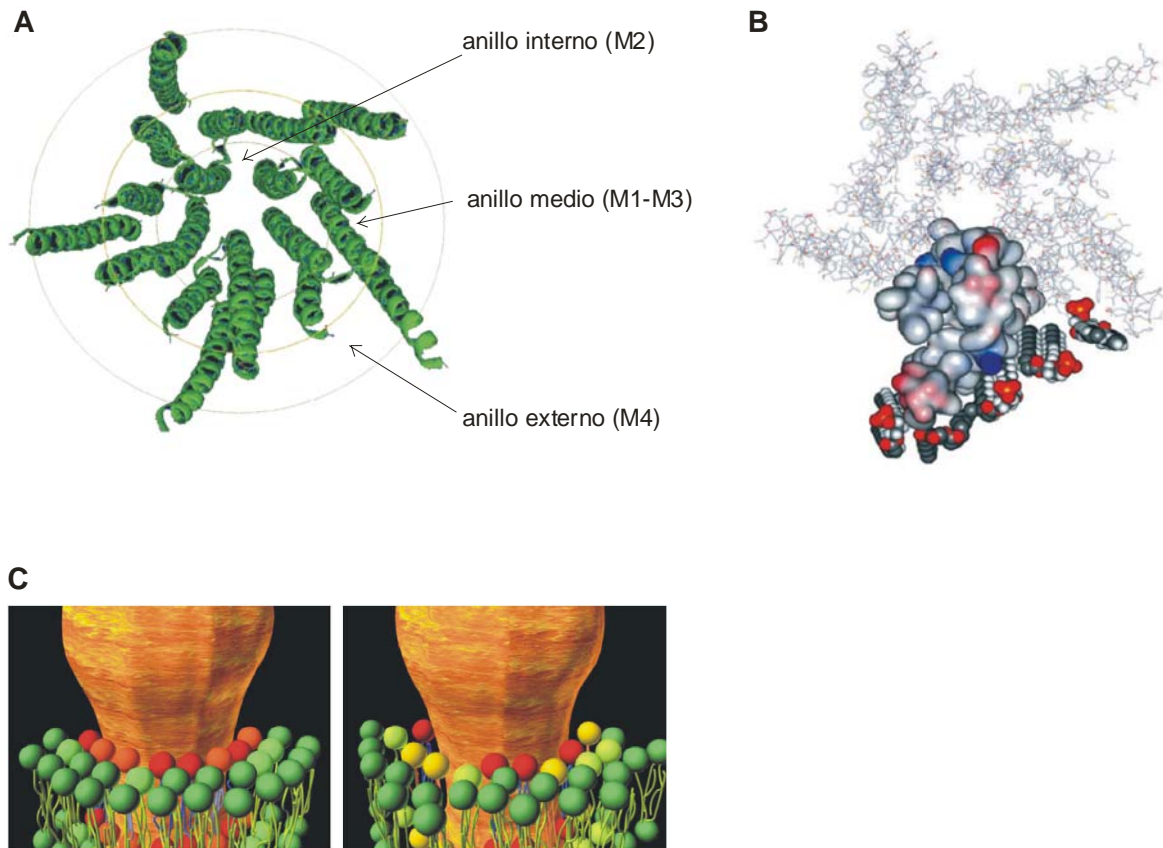 A
B
anillo interno (M2)
anillo medio (M1-M3)
anillo externo (M4)
C